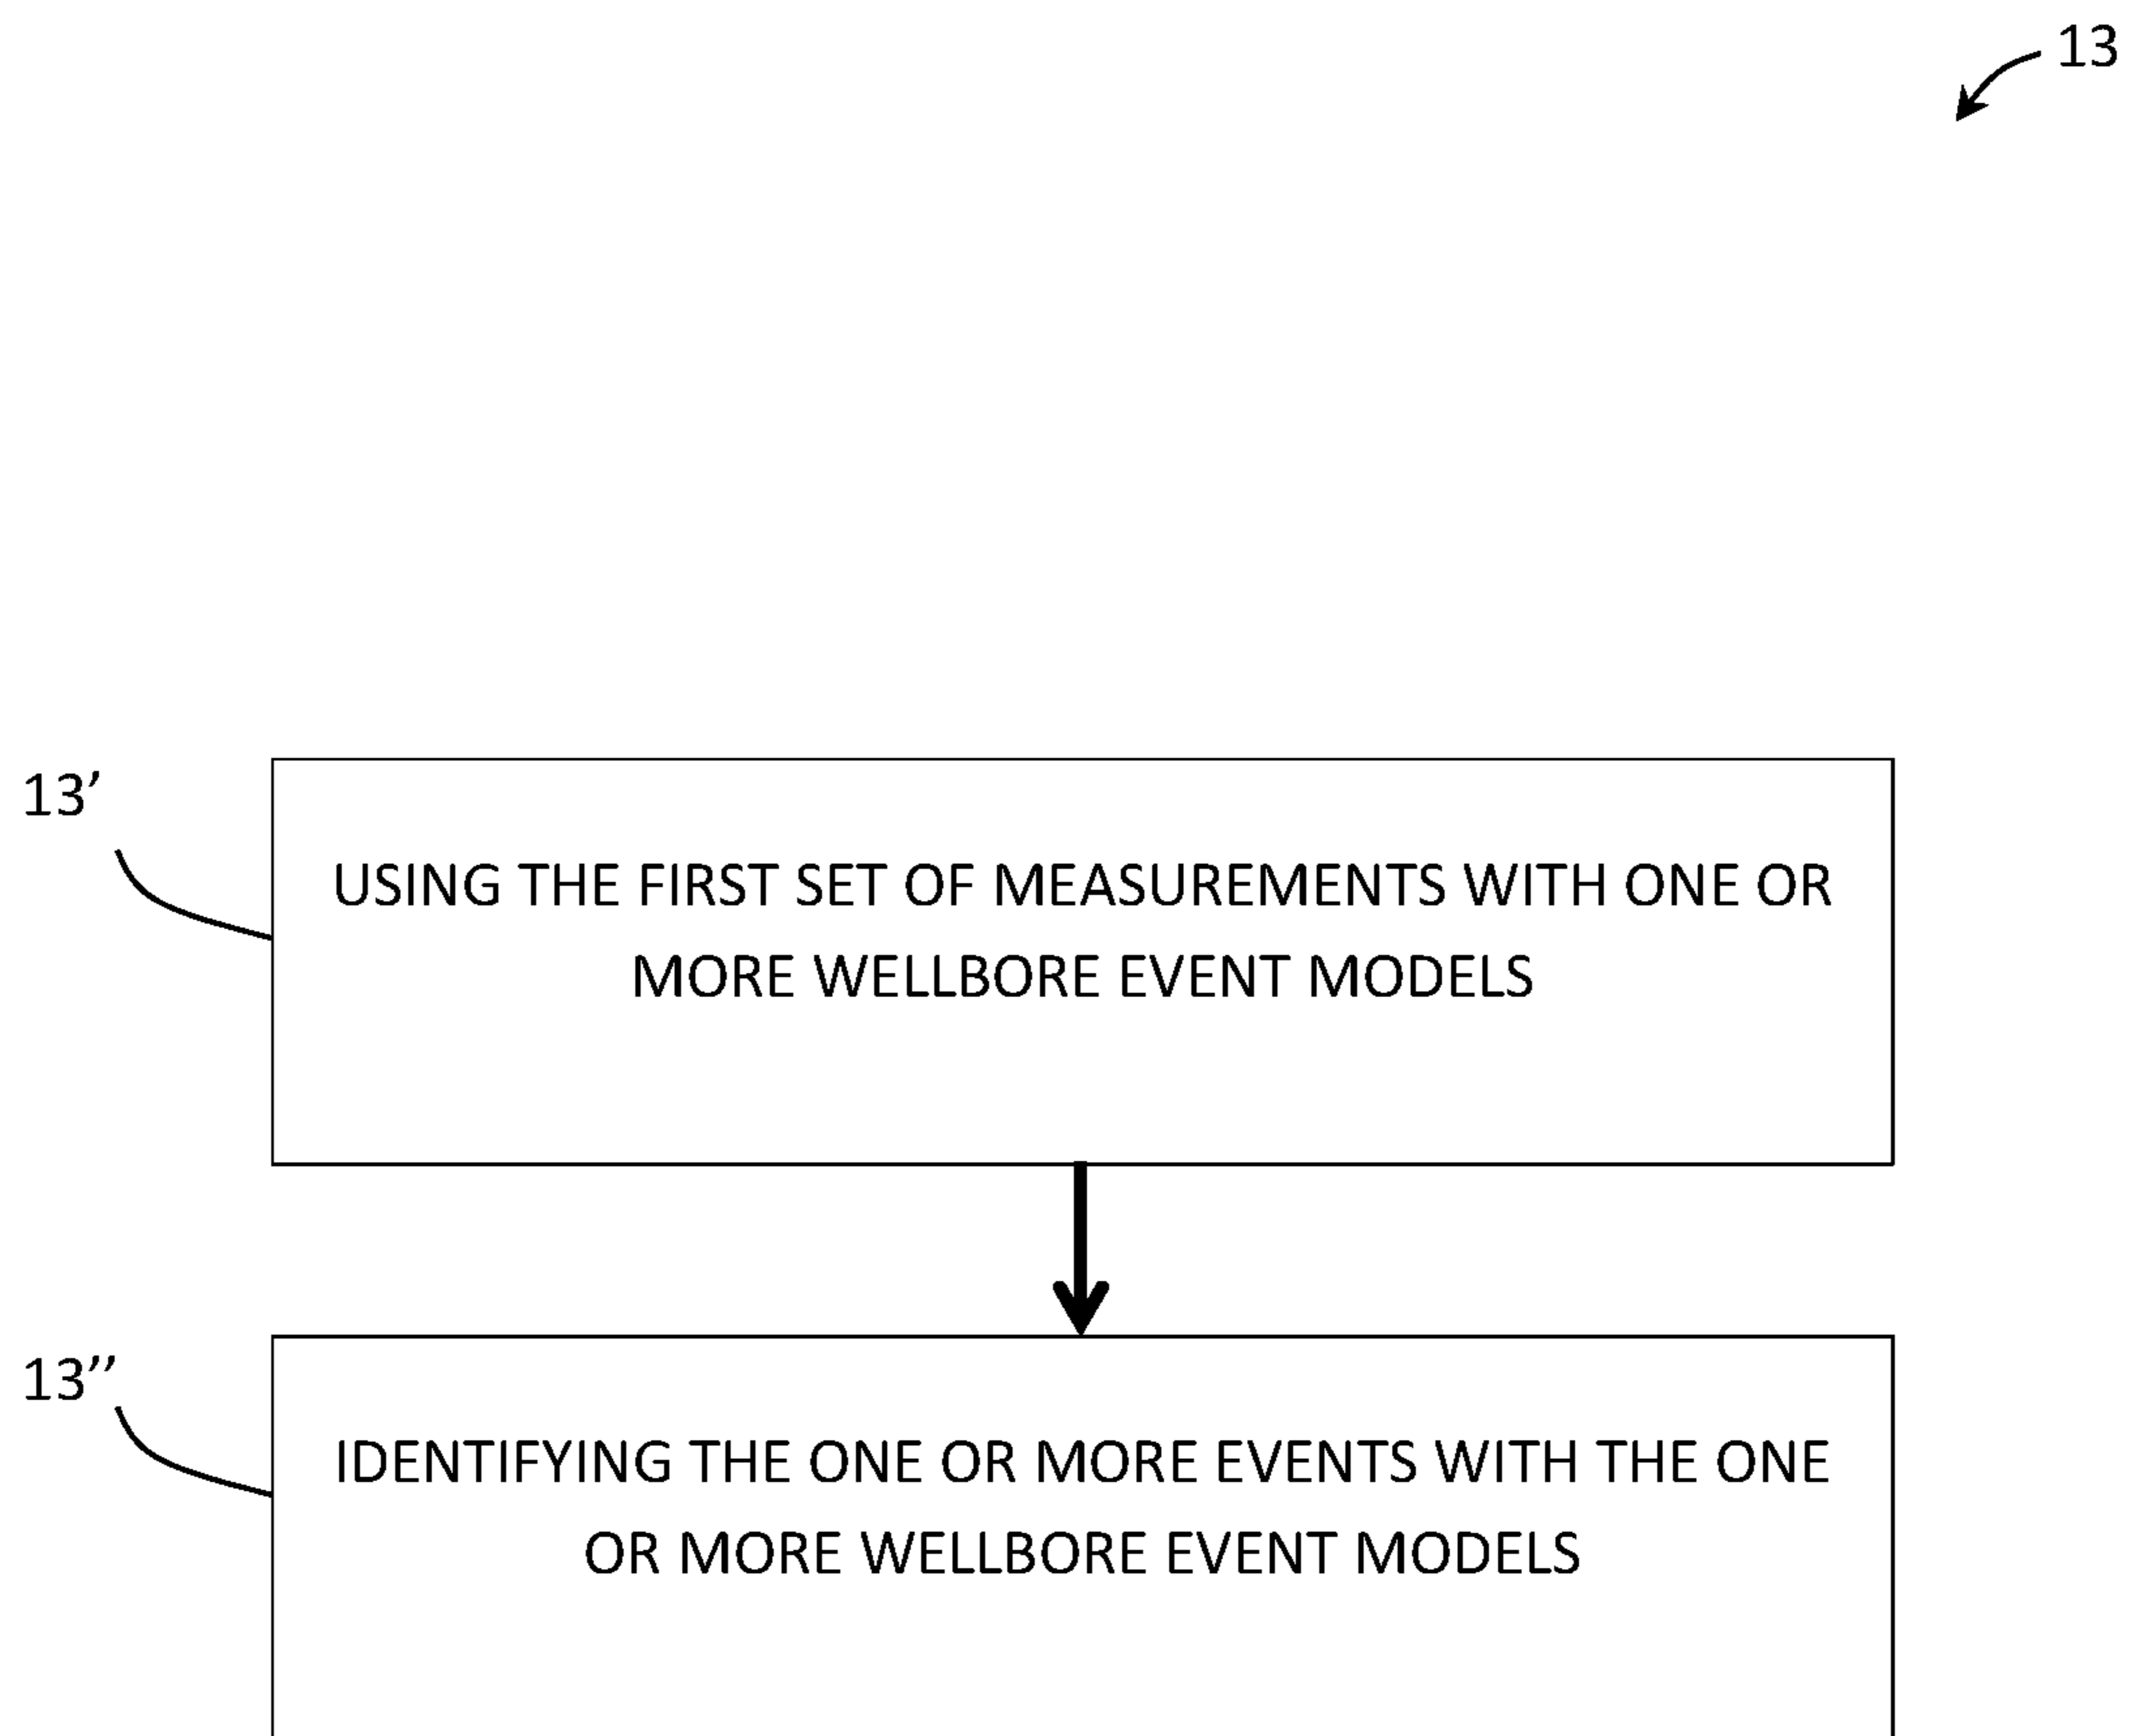 13
13’
USING THE FIRST SET OF MEASUREMENTS WITH ONE OR
MORE WELLBORE EVENT MODELS
13’’
IDENTIFYING THE ONE OR MORE EVENTS WITH THE ONE
OR MORE WELLBORE EVENT MODELS